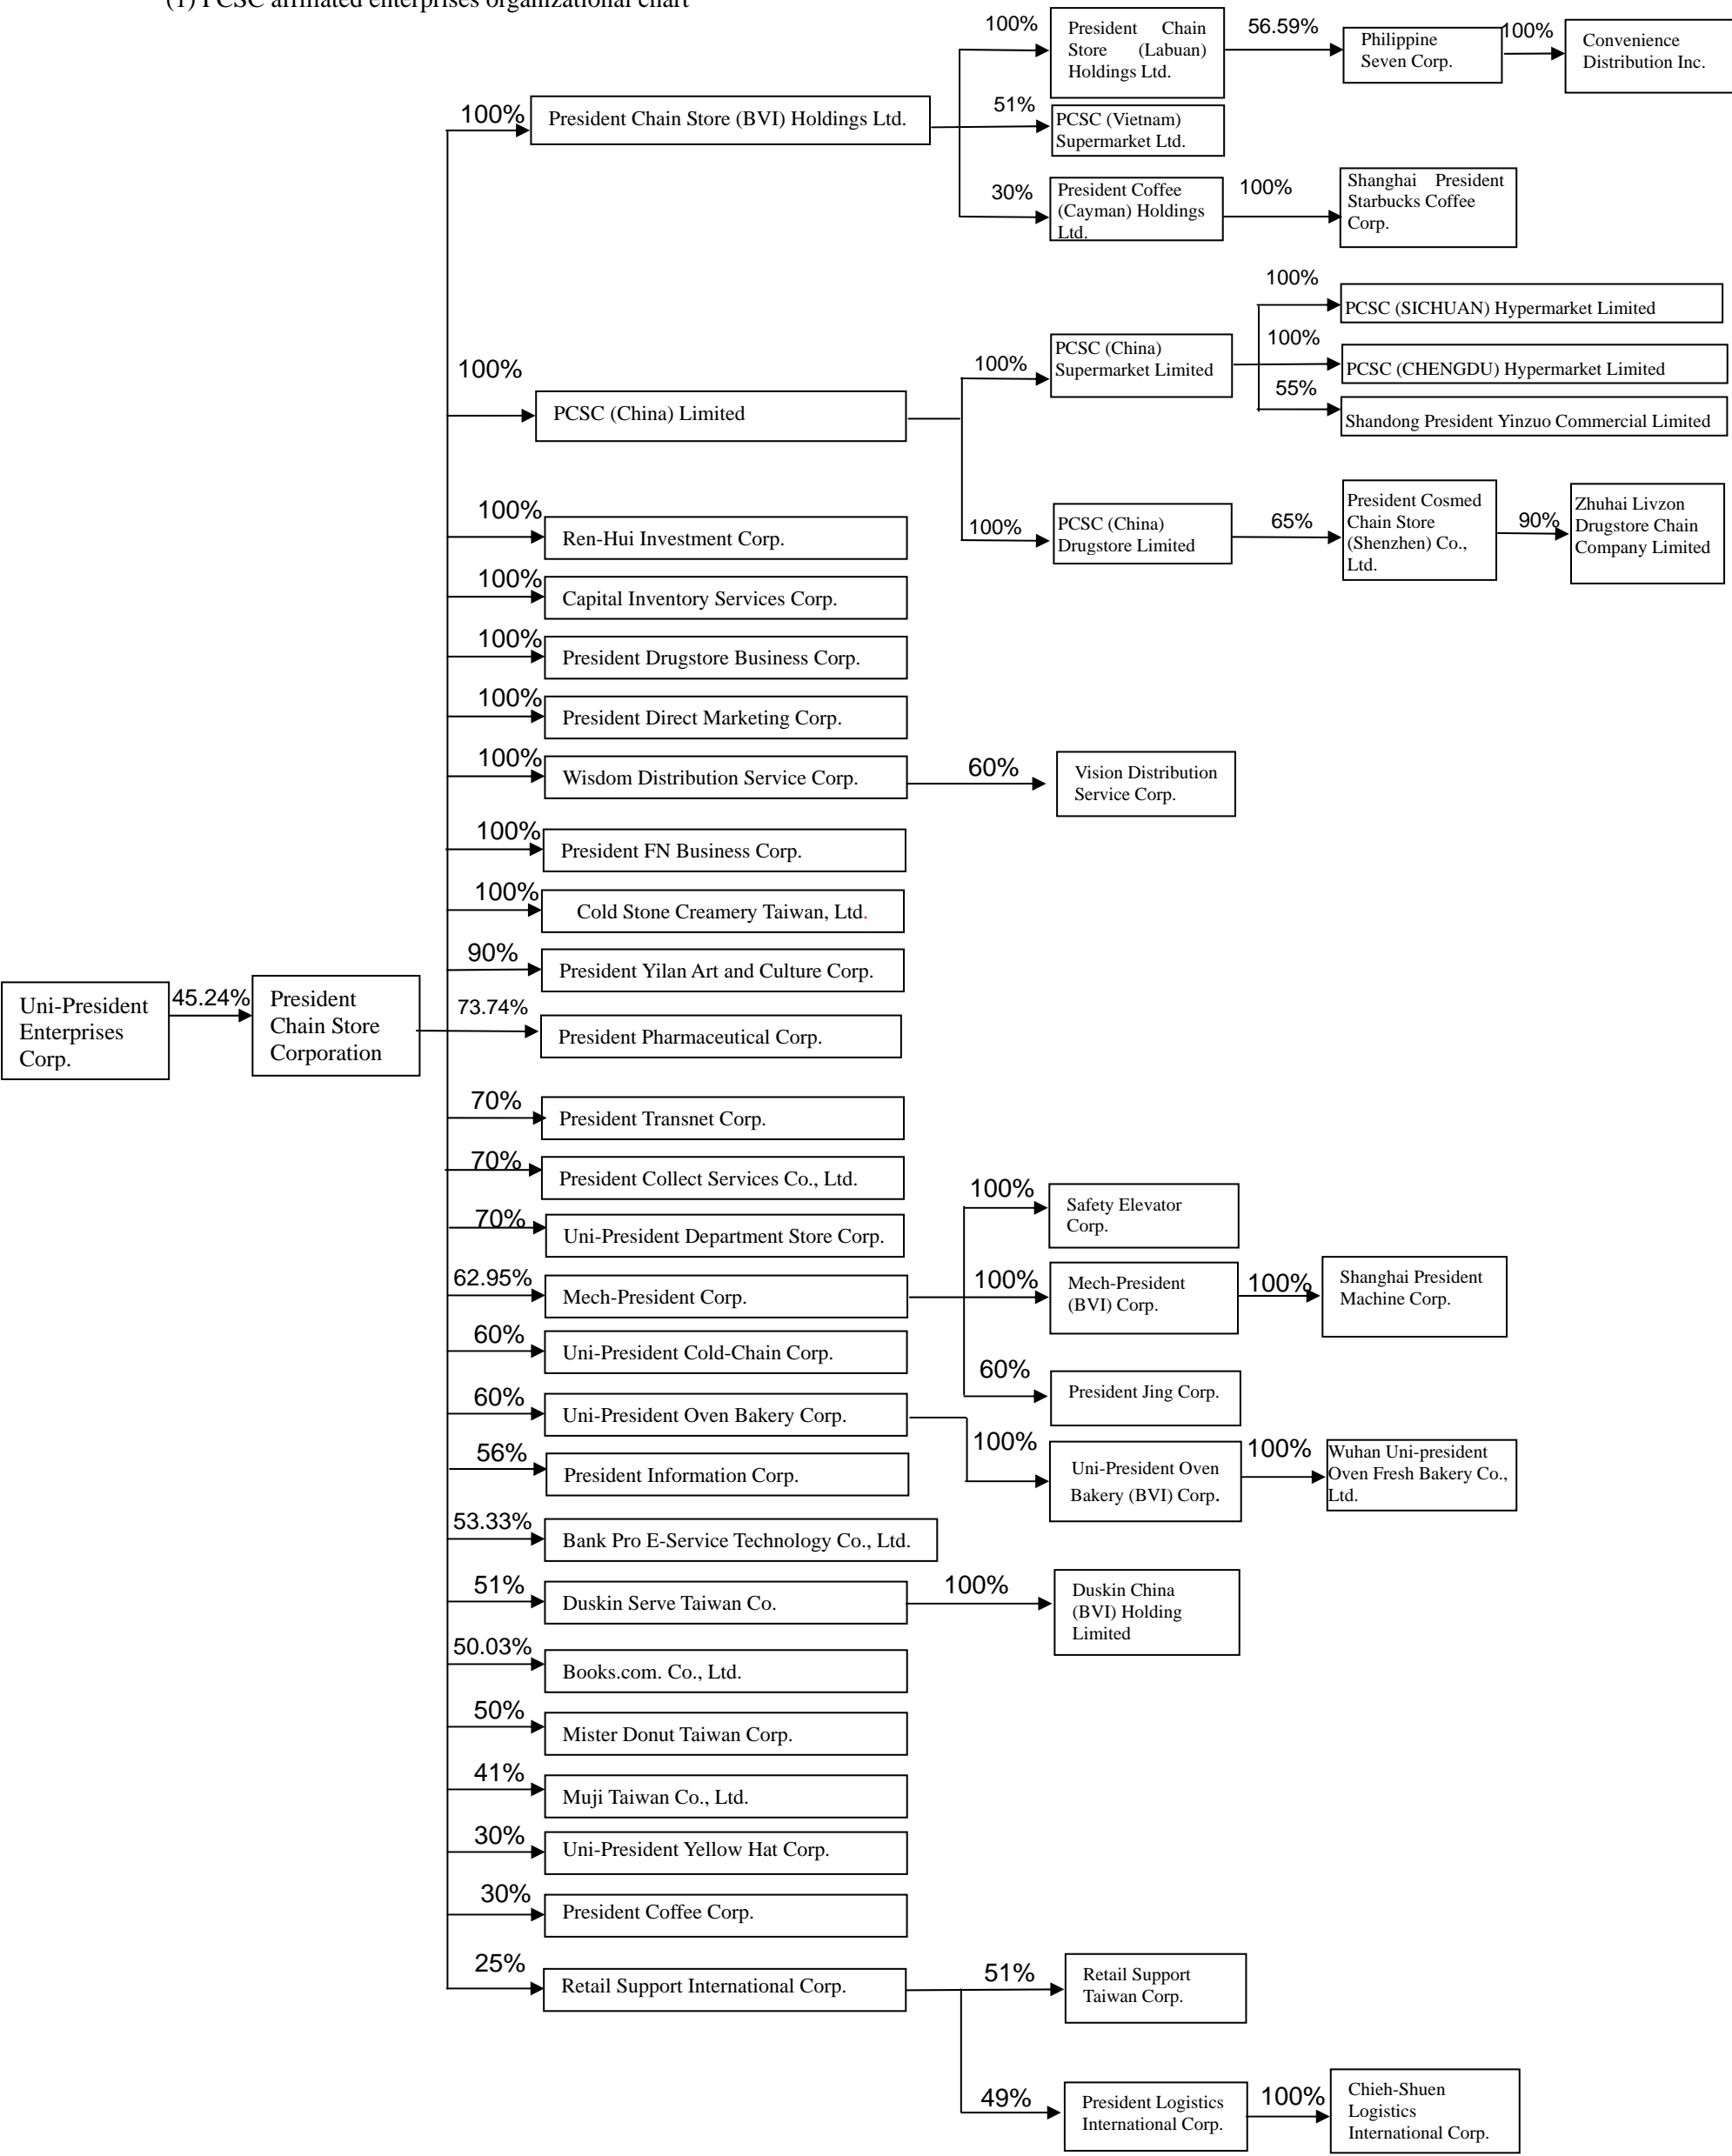 (1) PCSC affiliated enterprises organizational chart
100%
President Chain
Store (Labuan)
Holdings Ltd.
56.59%
Philippine
Seven Corp.
100%
Convenience
Distribution Inc.
100%
President Chain Store (BVI) Holdings Ltd.
51%
PCSC (Vietnam)
Supermarket Ltd.
30%
President Coffee
(Cayman) Holdings
Ltd.
100%
Shanghai President
Starbucks Coffee
Corp.
100%
PCSC (SICHUAN) Hypermarket Limited
100%
PCSC (China) Limited
100%
PCSC (China)
Supermarket Limited
100%
PCSC (CHENGDU) Hypermarket Limited
55%
Shandong President Yinzuo Commercial Limited
100%
PCSC (China)
Drugstore Limited
65%
President Cosmed
Chain Store
(Shenzhen) Co.,
Ltd.
90%
Zhuhai Livzon
Drugstore Chain
Company Limited
100%
Ren-Hui Investment Corp.
100%
Capital Inventory Services Corp.
100%
President Drugstore Business Corp.
100%
President Direct Marketing Corp.
100%
Wisdom Distribution Service Corp.
60%
Vision Distribution
Service Corp.
100%
President FN Business Corp.
100%
Cold Stone Creamery Taiwan, Ltd.
90%
President Yilan Art and Culture Corp.
Uni-President
Enterprises
Corp.
45.24%
President
Chain Store
Corporation
73.74%
President Pharmaceutical Corp.
70%
President Transnet Corp.
70%
President Collect Services Co., Ltd.
70%
Uni-President Department Store Corp.
62.95%
Mech-President Corp.
100%
Safety Elevator
Corp.
100%
Mech-President
(BVI) Corp.
100%
Shanghai President
Machine Corp.
60%
President Jing Corp.
60%
Uni-President Cold-Chain Corp.
60%
Uni-President Oven Bakery Corp.
100%
Uni-President Oven
Bakery (BVI) Corp.
100%
Wuhan Uni-president
Oven Fresh Bakery Co.,
Ltd.
56%
President Information Corp.
53.33%
Bank Pro E-Service Technology Co., Ltd.
51%
Duskin Serve Taiwan Co.
100%
Duskin China
(BVI) Holding
Limited
50.03%
Books.com. Co., Ltd.
50%
Mister Donut Taiwan Corp.
41%
Muji Taiwan Co., Ltd.
30%
Uni-President Yellow Hat Corp.
30%
President Coffee Corp.
25%
Retail Support International Corp.
51%
Retail Support
Taiwan Corp.
49%
President Logistics
International Corp.
100%
Chieh-Shuen
Logistics
International Corp.